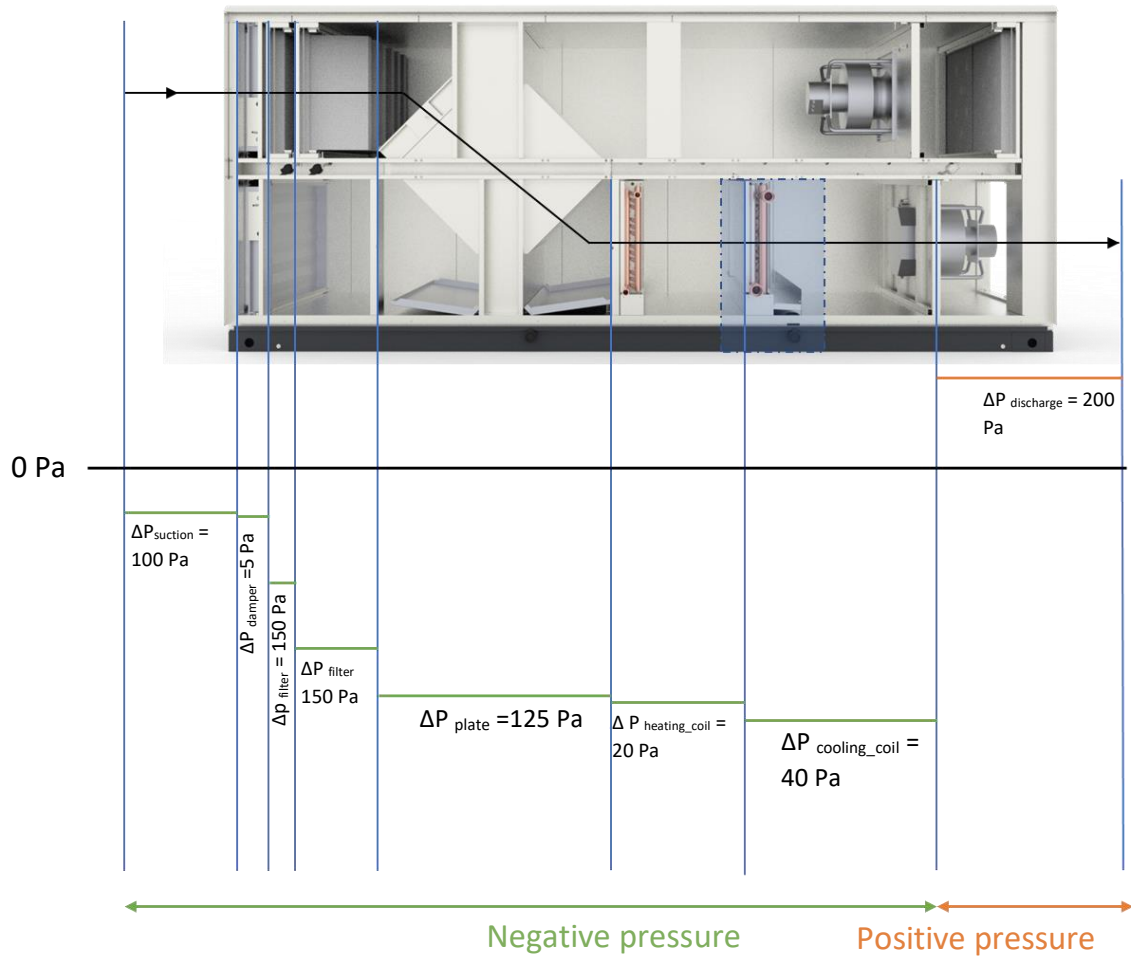 ΔP discharge = 200
Pa
0 Pa
ΔPsuction =
100 Pa
ΔP damper =5 Pa
Δp filter = 150 Pa
ΔP filter
150 Pa
ΔP plate =125 Pa
Δ P heating_coil =
20 Pa
ΔP cooling_coil =
40 Pa
Negative pressure
Positive pressure